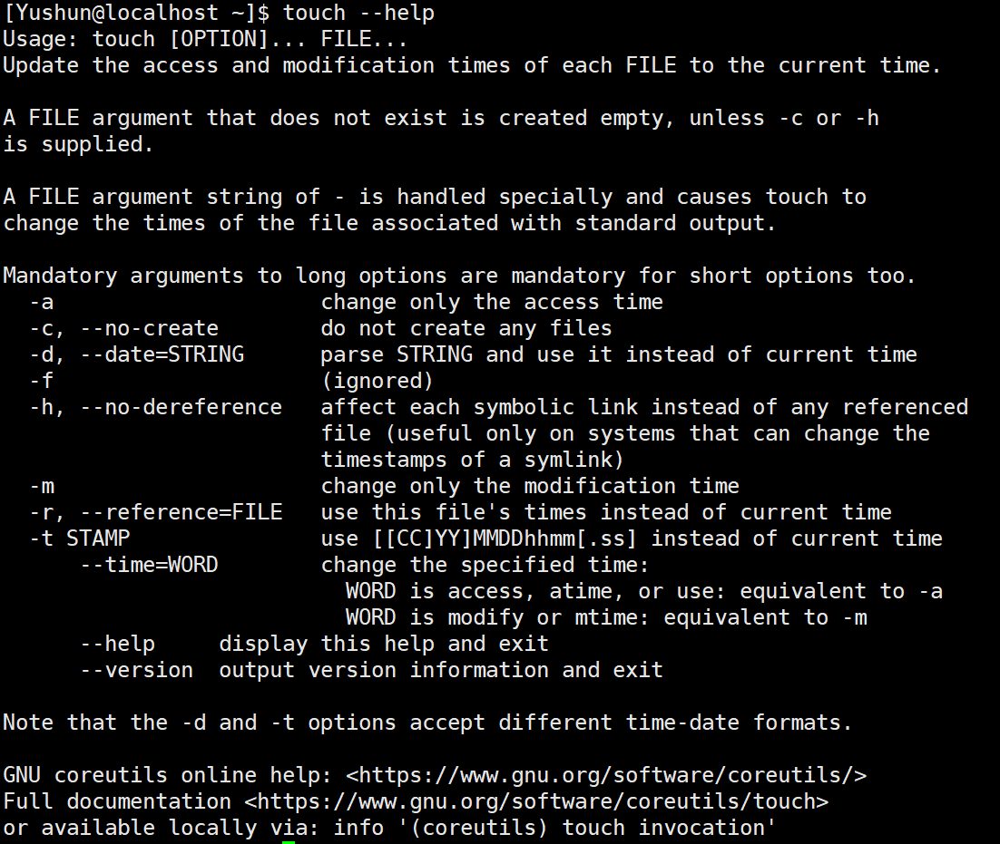 [Yushun@localhost ~]$ touch --help
Usage: touch [OPTION]... FILE...
Update the access and modification times of each FILE to the current time.

A FILE argument that does not exist is created empty, unless -c or -h
is supplied.

A FILE argument string of - is handled specially and causes touch to
change the times of the file associated with standard output.

Mandatory arguments to long options are mandatory for short options too.
  -a                     change only the access time
  -c, --no-create        do not create any files
  -d, --date=STRING      parse STRING and use it instead of current time
  -f                     (ignored)
  -h, --no-dereference   affect each symbolic link instead of any referenced
                         file (useful only on systems that can change the
                         timestamps of a symlink)
  -m                     change only the modification time
  -r, --reference=FILE   use this file's times instead of current time
  -t STAMP               use [[CC]YY]MMDDhhmm[.ss] instead of current time
      --time=WORD        change the specified time:
                           WORD is access, atime, or use: equivalent to -a
                           WORD is modify or mtime: equivalent to -m
      --help     display this help and exit
      --version  output version information and exit

Note that the -d and -t options accept different time-date formats.

GNU coreutils online help: <https://www.gnu.org/software/coreutils/>
Full documentation <https://www.gnu.org/software/coreutils/touch>
or available locally via: info '(coreutils) touch invocation'